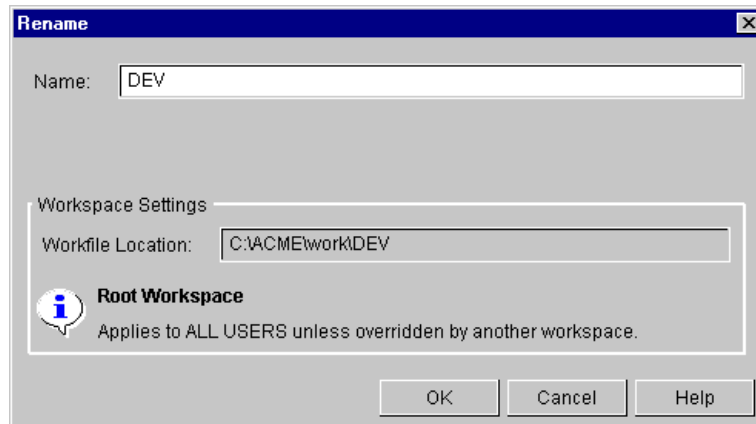 Rename
Name: DEV
Workspace Settings
Workfile Location: C:\ACME\work\DEV
Root Workspace
Applies to ALL USERS unless overridden by another workspace.
OK Cancel Help